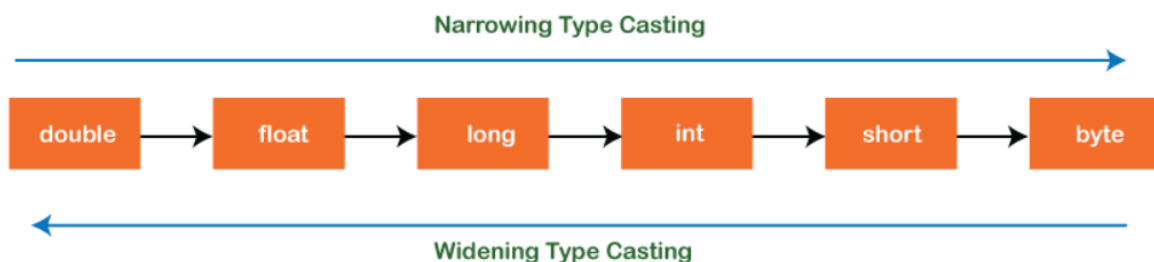 Narrowing Type Casting
double float long int short byte
Widening Type Casting